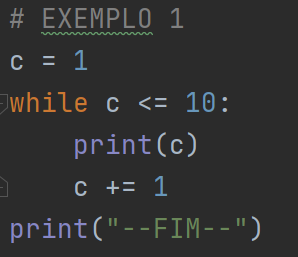 # EXEMPLO 1
c = 1
while c <= 10:
    print(c)
    c += 1
print("--FIM--")